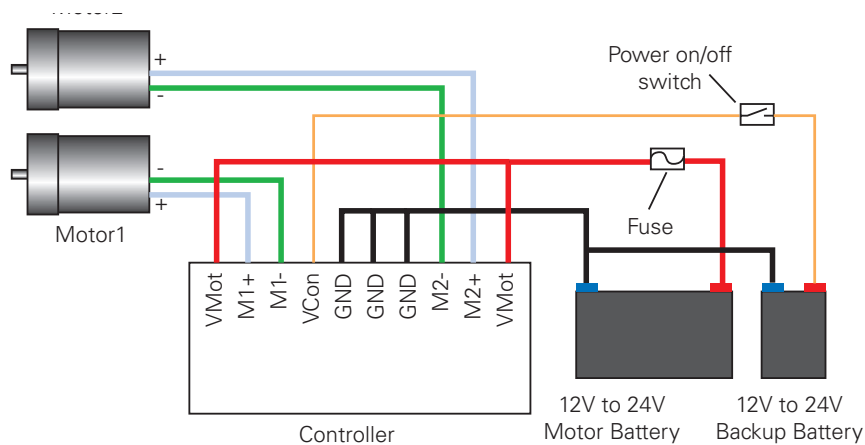 Power on/off
switch
+
-
-
+
Motor1
Fuse
VMot
M1+
M1-
VCon
GND
GND
GND
M2-
M2+
VMot
Controller
12V to 24V
Motor Battery
12V to 24V
Backup Battery